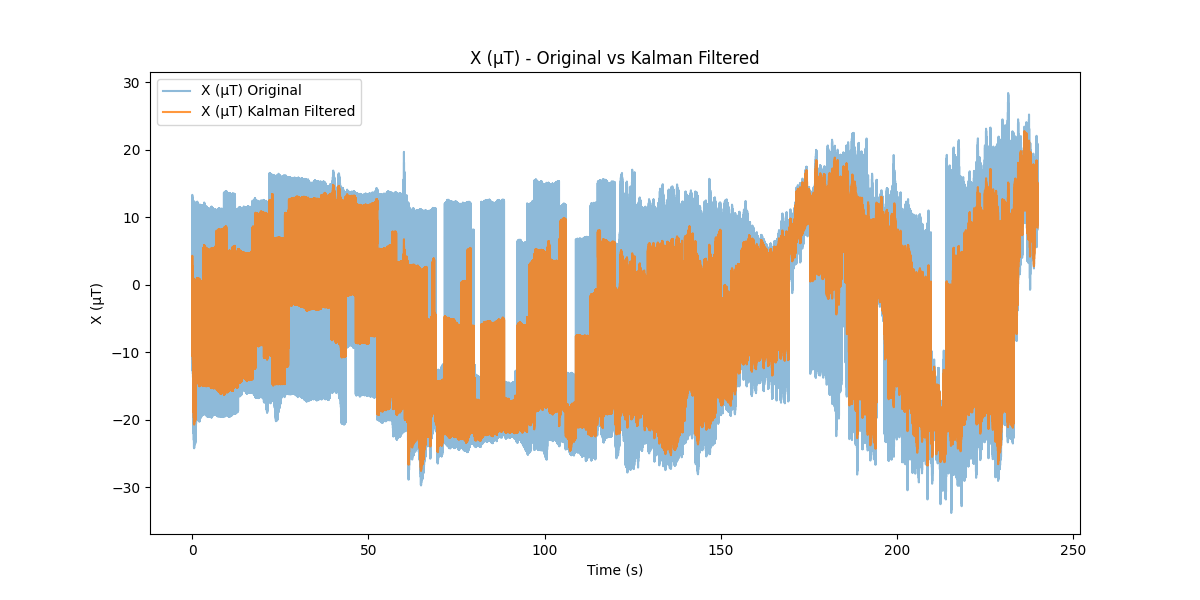 X (µT) - Original vs Kalman Filtered
X (µT) Original
X (µT) Kalman Filtered
30
20
10
0
−10
−20
−30
X (µT)
0 50 100 150 200 250
Time (s)